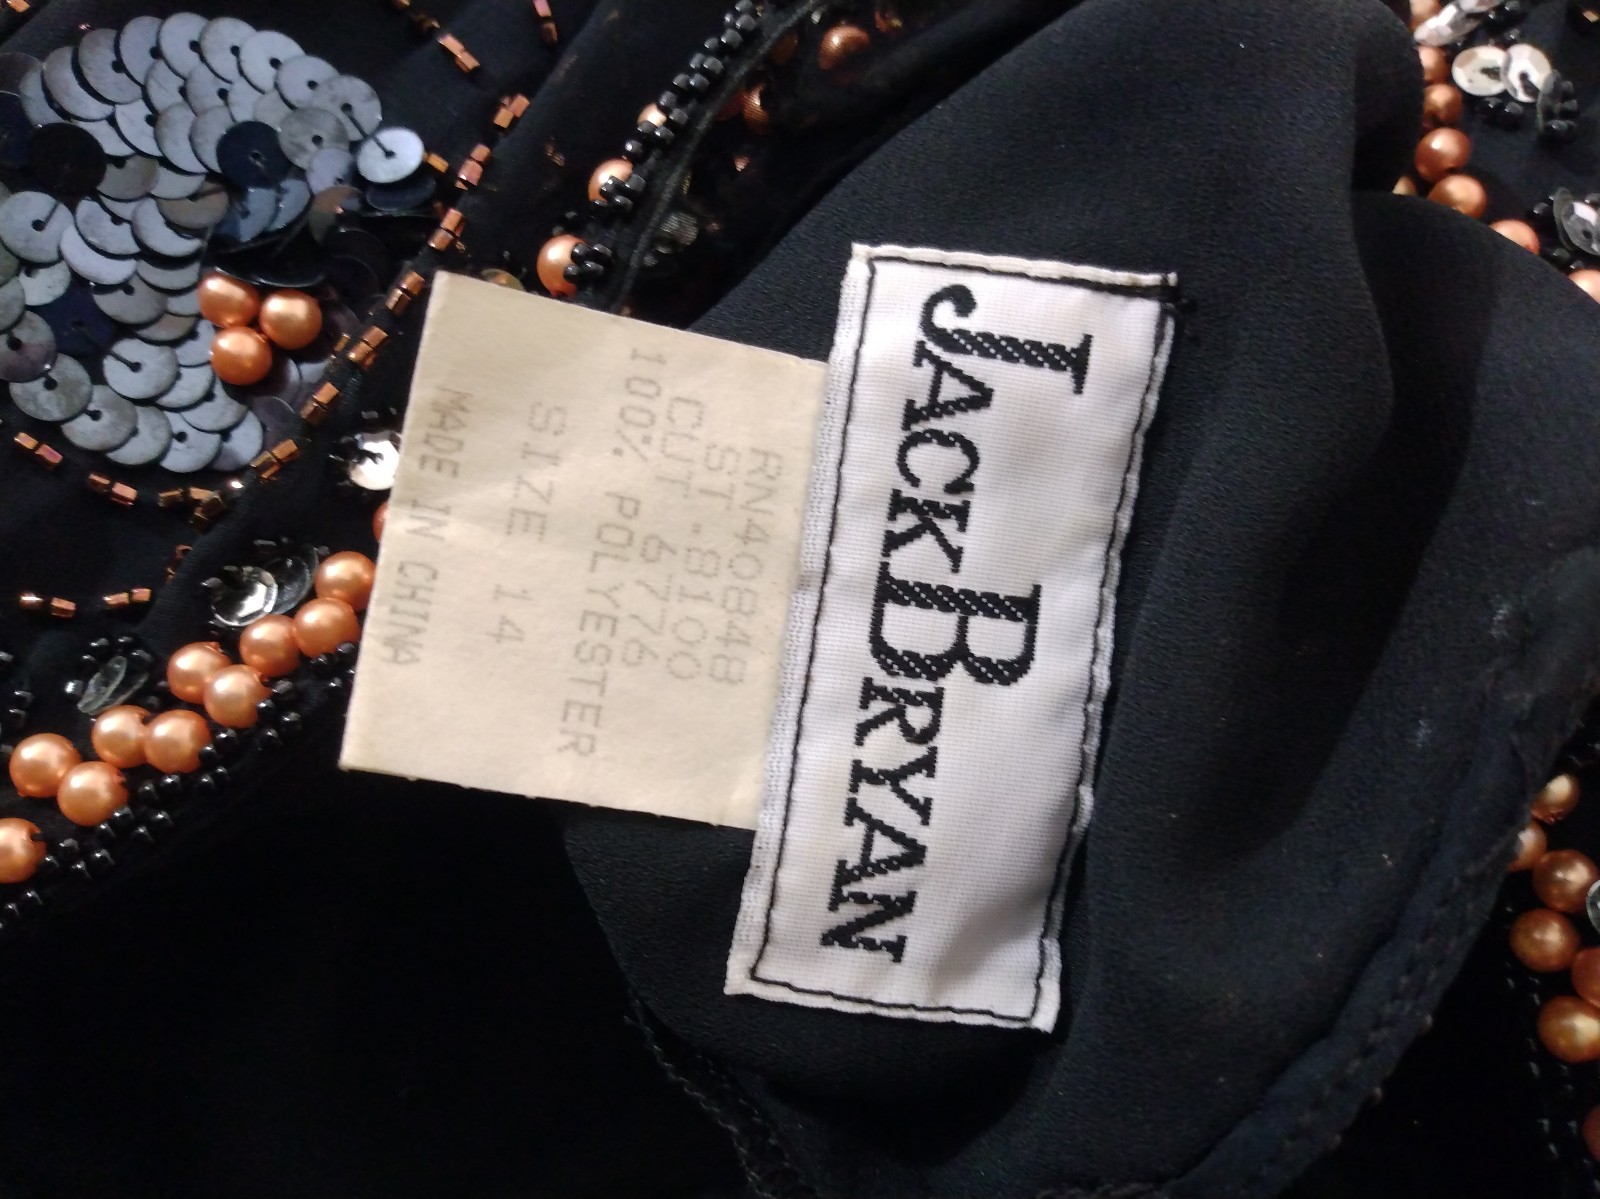 JACK BRYAN
RN40848
ST.8100
CUT 6776
100% POLYESTER
SIZE 14
MADE IN CHINA